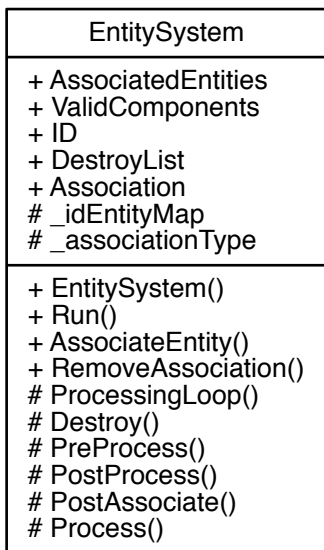 EntitySystem
+ AssociatedEntities
+ ValidComponents
+ ID
+ DestroyList
+ Association
# _idEntityMap
# _associationType
+ EntitySystem()
+ Run()
+ AssociateEntity()
+ RemoveAssociation()
# ProcessingLoop()
# Destroy()
# PreProcess()
# PostProcess()
# PostAssociate()
# Process()